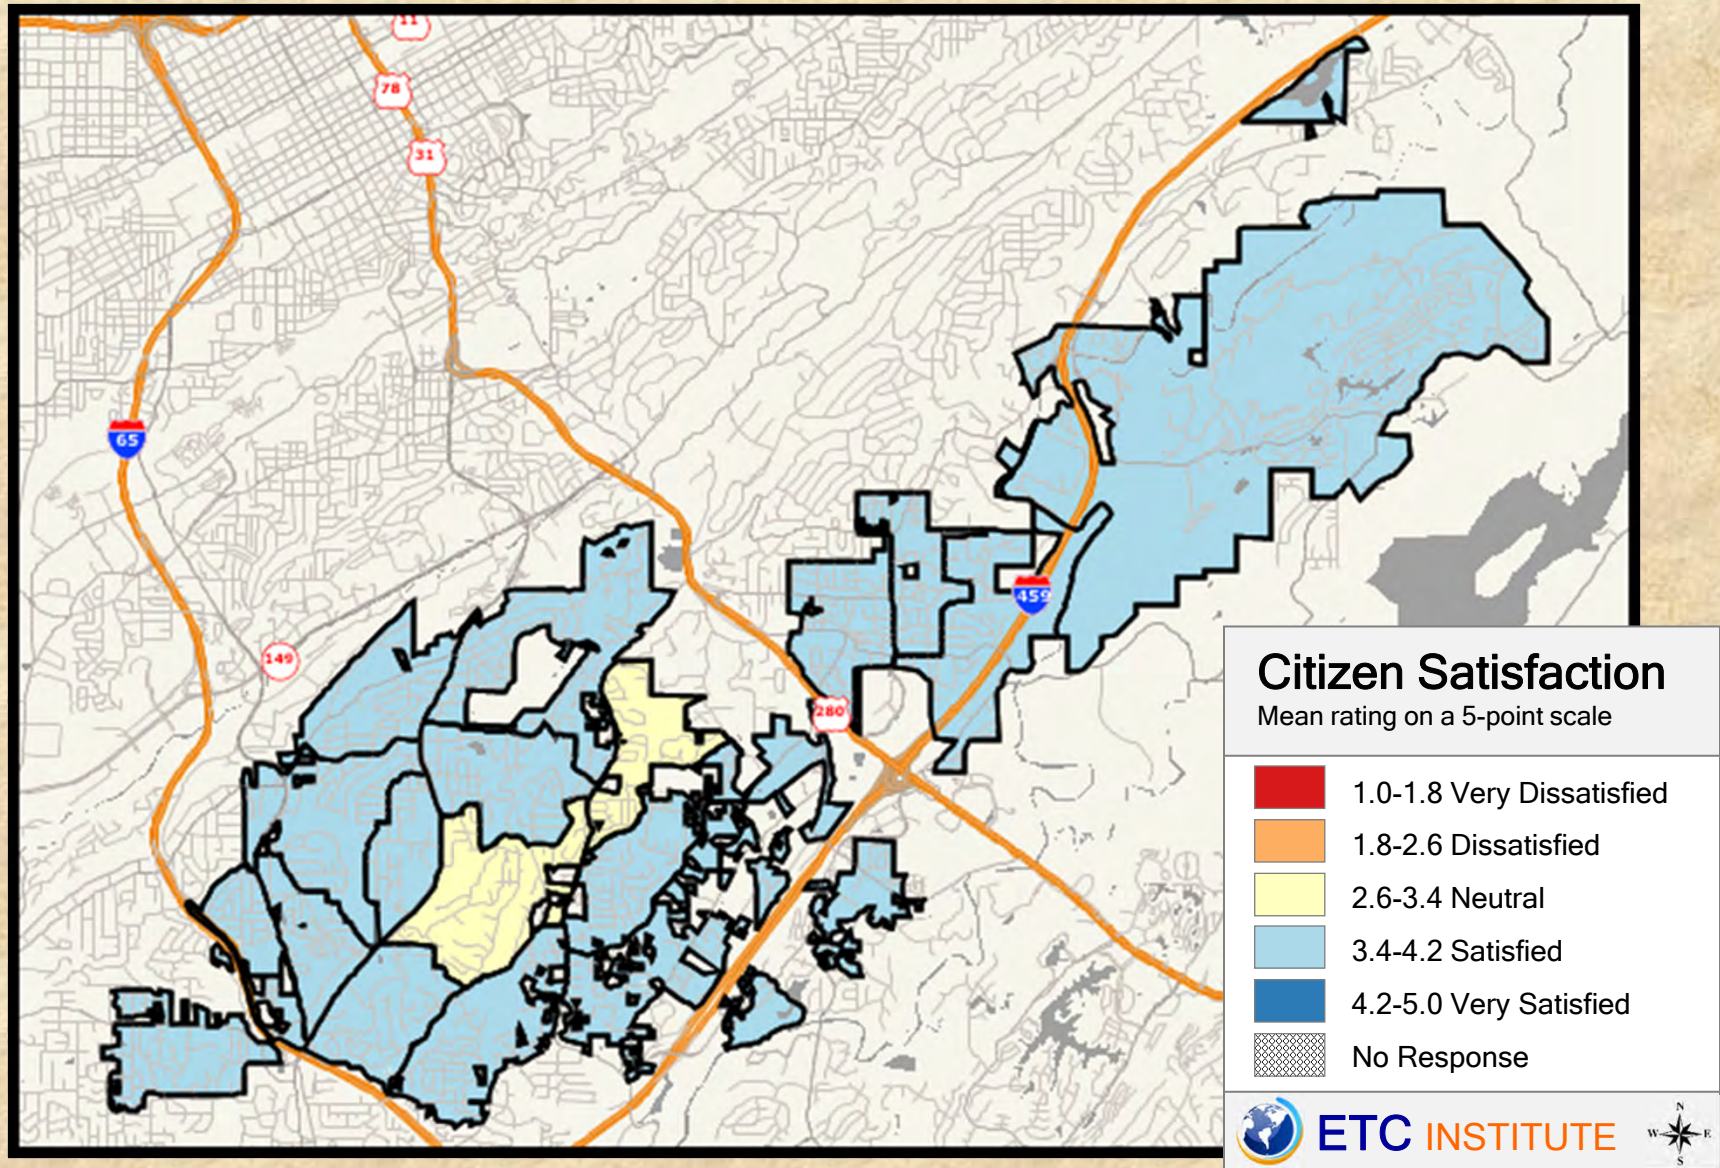 11
78
31
65
459
149
280
Citizen Satisfaction
Mean rating on a 5-point scale
1.0-1.8 Very Dissatisfied
1.8-2.6 Dissatisfied
2.6-3.4 Neutral
3.4-4.2 Satisfied
4.2-5.0 Very Satisfied
No Response
ETC INSTITUTE
N
W E
S